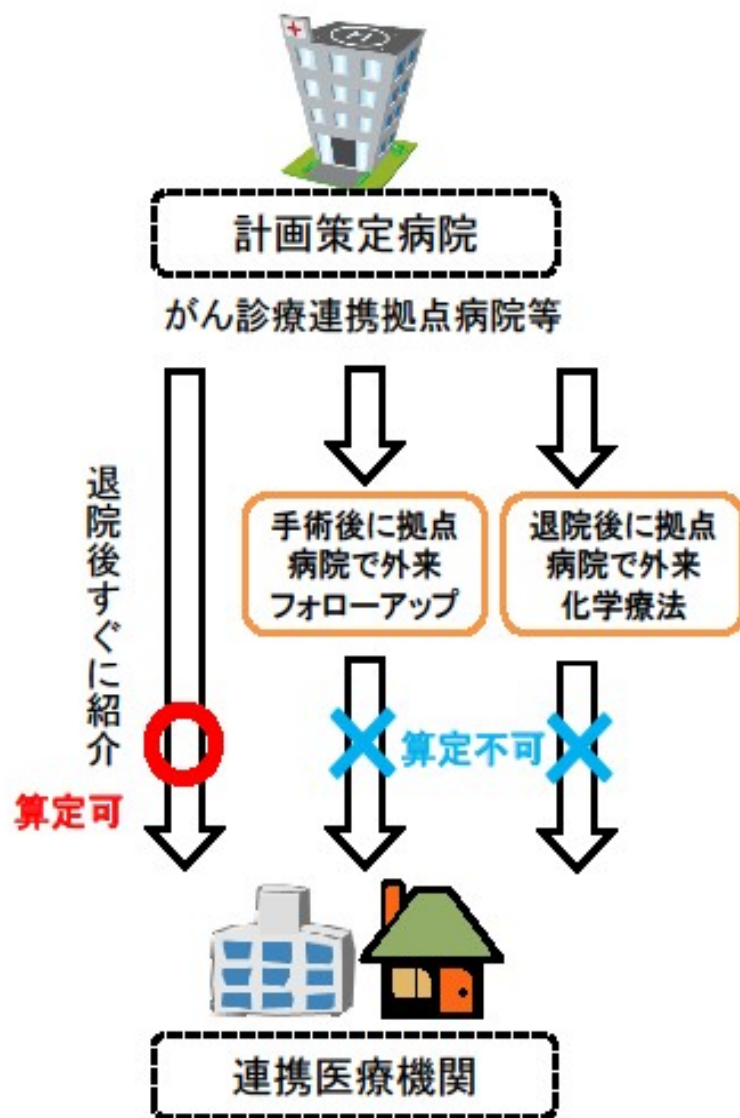 H
計画策定病院
がん診療連携拠点病院等
退院後すぐに紹介
手術後に拠点
病院で外来
フォローアップ
退院後に拠点
病院で外来
化学療法
算定可
算定不可
連携医療機関